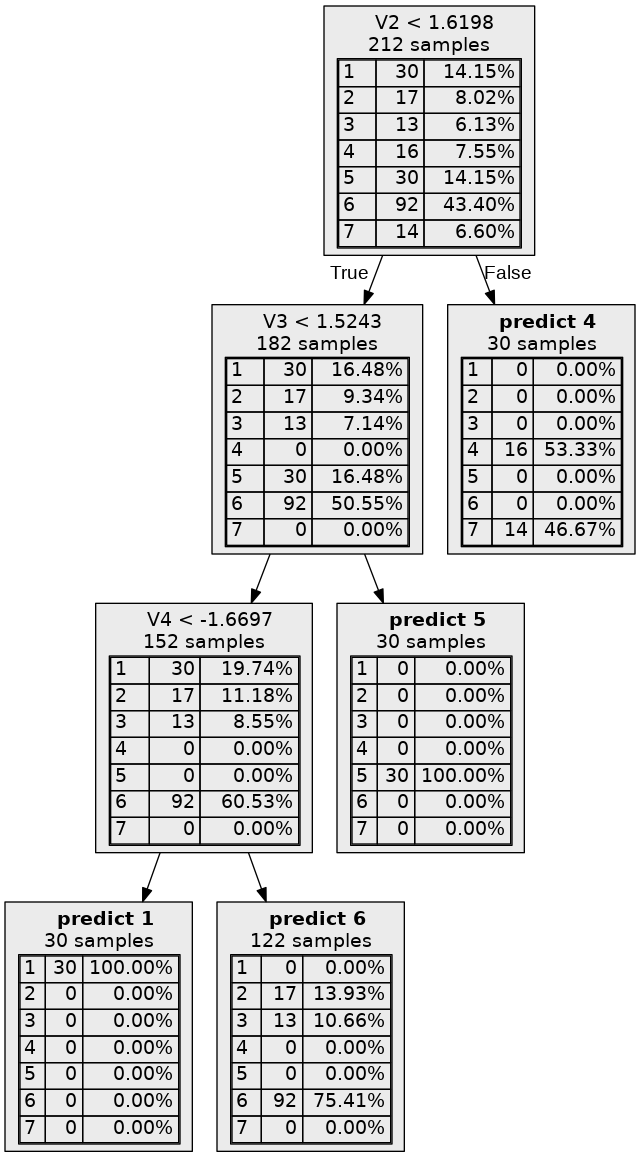 V2 < 1.6198
212 samples
1 30 14.15%
2 17 8.02%
3 13 6.13%
4 16 7.55%
5 30 14.15%
6 92 43.40%
7 14 6.60%
True
False
V3 < 1.5243
182 samples
1 30 16.48%
2 17 9.34%
3 13 7.14%
4 0 0.00%
5 30 16.48%
6 92 50.55%
7 0 0.00%
predict 4
30 samples
1 0 0.00%
2 0 0.00%
3 0 0.00%
4 16 53.33%
5 0 0.00%
6 0 0.00%
7 14 46.67%
V4 < -1.6697
152 samples
1 30 19.74%
2 17 11.18%
3 13 8.55%
4 0 0.00%
5 0 0.00%
6 92 60.53%
7 0 0.00%
predict 5
30 samples
1 0 0.00%
2 0 0.00%
3 0 0.00%
4 0 0.00%
5 30 100.00%
6 0 0.00%
7 0 0.00%
predict 1
30 samples
1 30 100.00%
2 0 0.00%
3 0 0.00%
4 0 0.00%
5 0 0.00%
6 0 0.00%
7 0 0.00%
predict 6
122 samples
1 0 0.00%
2 17 13.93%
3 13 10.66%
4 0 0.00%
5 0 0.00%
6 92 75.41%
7 0 0.00%